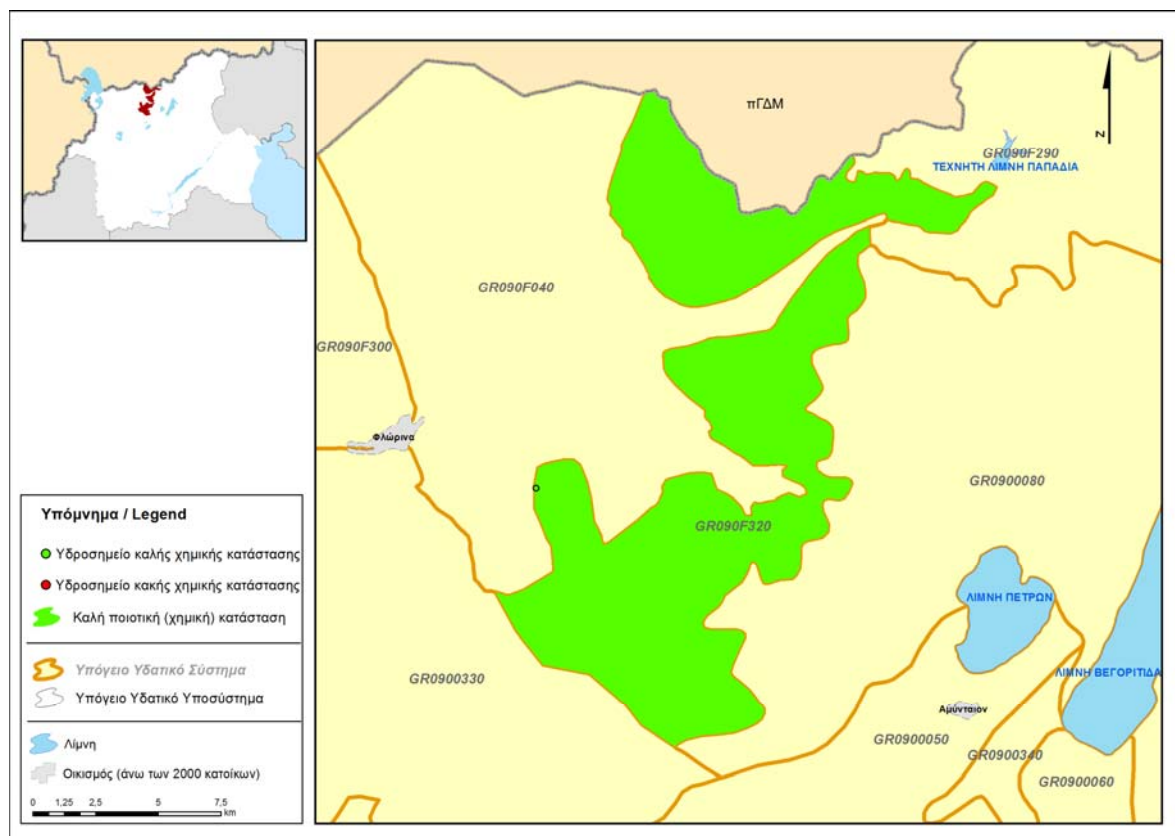 πΓΔΜ
N
GR090F290
ΤΕΧΝΗΤΗ ΛΙΜΝΗ ΠΑΠΑΔΙΑ
GR090F040
GR090F300
Φλώρινα
GR0900080
GR090F320
ΛΙΜΝΗ ΠΕΤΡΩΝ
ΛΙΜΝΗ ΒΕΓΟΡΙΤΙΔΑ
GR0900330
Αμύνταιον
GR0900050
GR0900340
GR0900060
Υπόμνημα / Legend
Υδροσημείο καλής χημικής κατάστασης
Υδροσημείο κακής χημικής κατάστασης
Καλή ποιοτική (χημική) κατάσταση
Υπόγειο Υδατικό Σύστημα
Υπόγειο Υδατικό Υποσύστημα
Λίμνη
Οικισμός (άνω των 2000 κατοίκων)
0 1,25 2,5 5 7,5
km